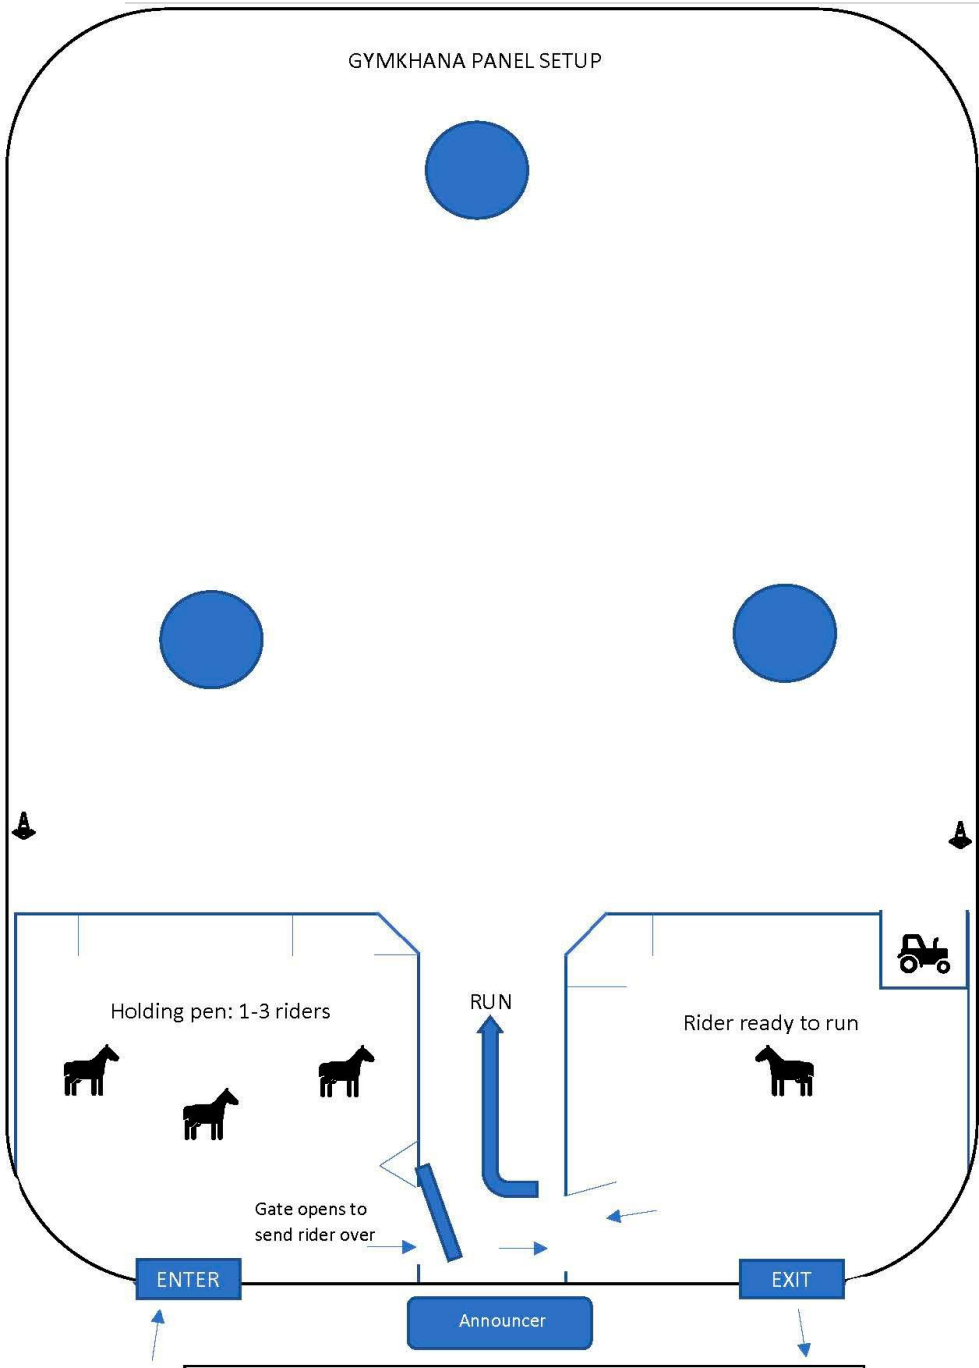 GYMKHANA PANEL SETUP
RUN
Holding pen: 1-3 riders
Rider ready to run
Gate opens to
send rider over
ENTER
EXIT
Announcer